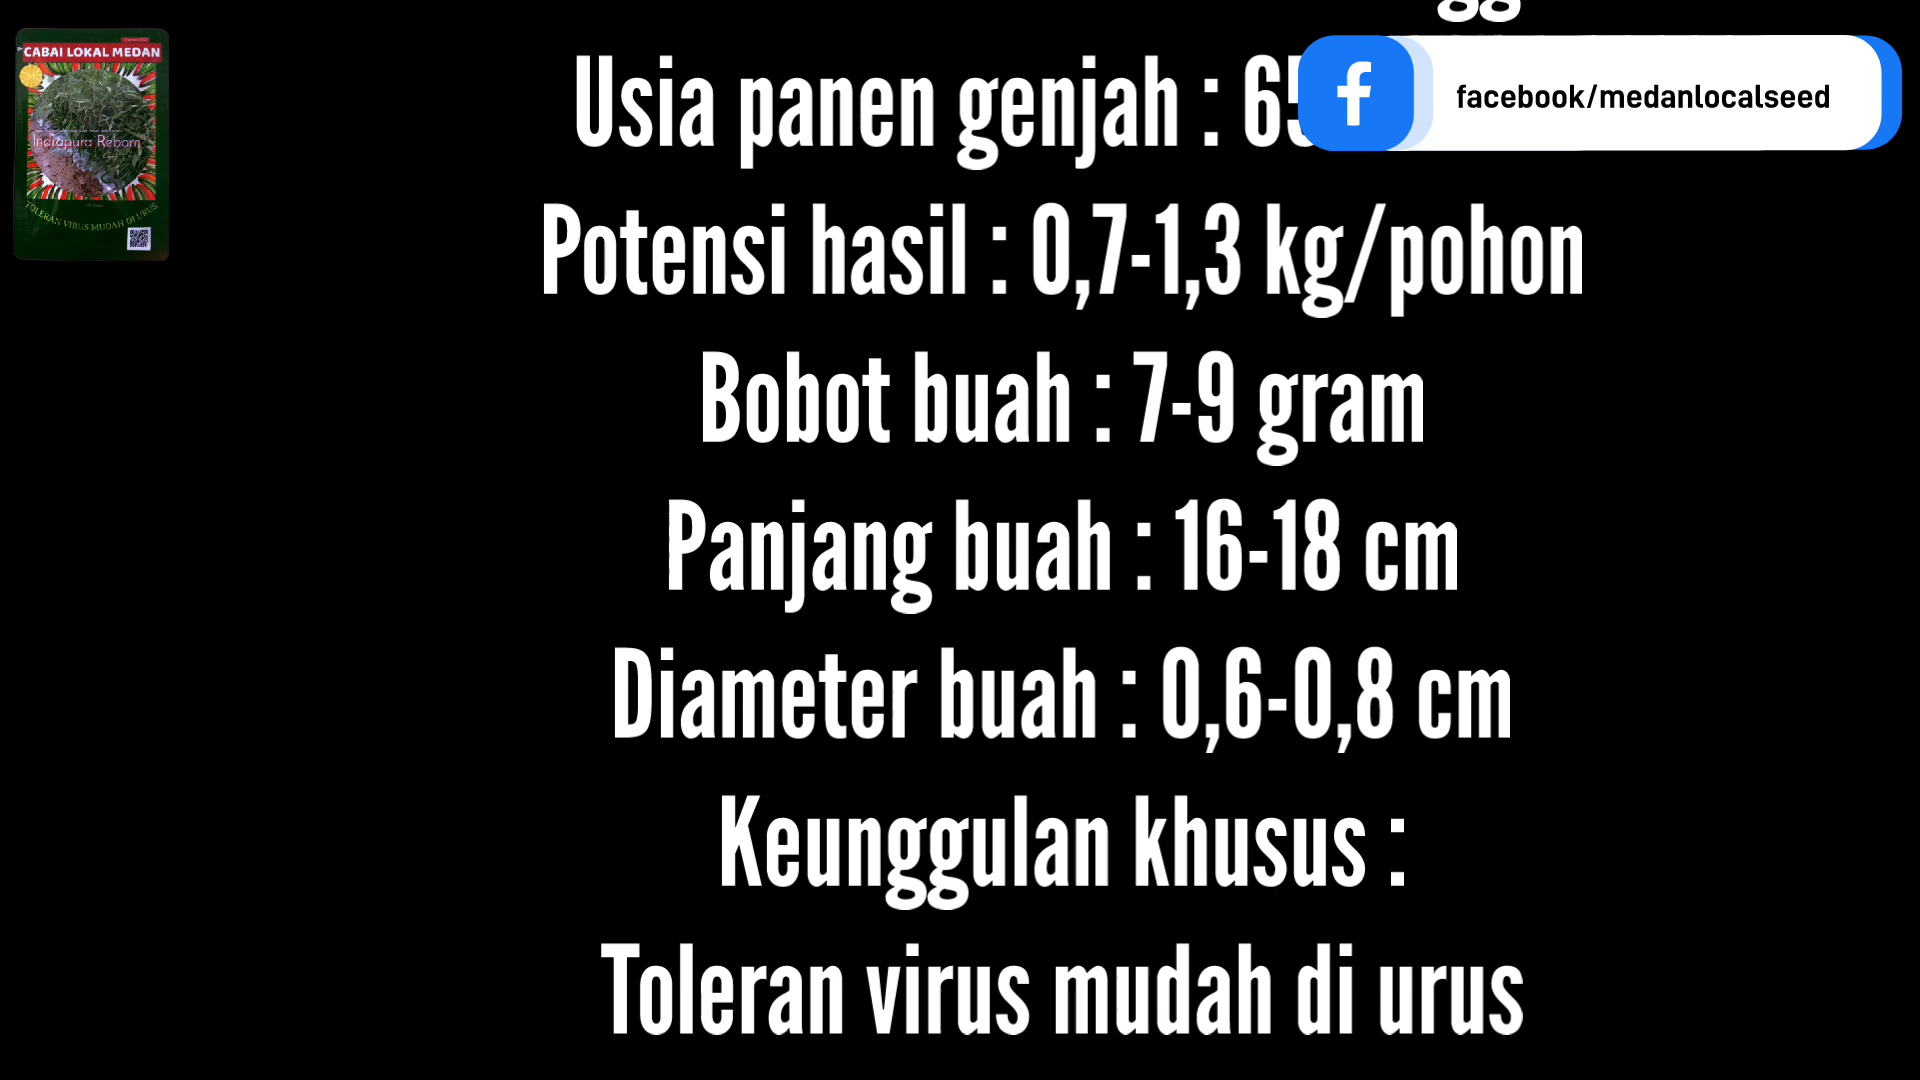 CABAI LOKAL MEDAN
Indrapura Reborn
TOLERAN VIRUS MUDAH DI URUS
gg
Usia panen genjah : 65
facebook/medanlocalseed
Potensi hasil : 0,7-1,3 kg/pohon
Bobot buah : 7-9 gram
Panjang buah : 16-18 cm
Diameter buah : 0,6-0,8 cm
Keunggulan khusus :
Toleran virus mudah di urus